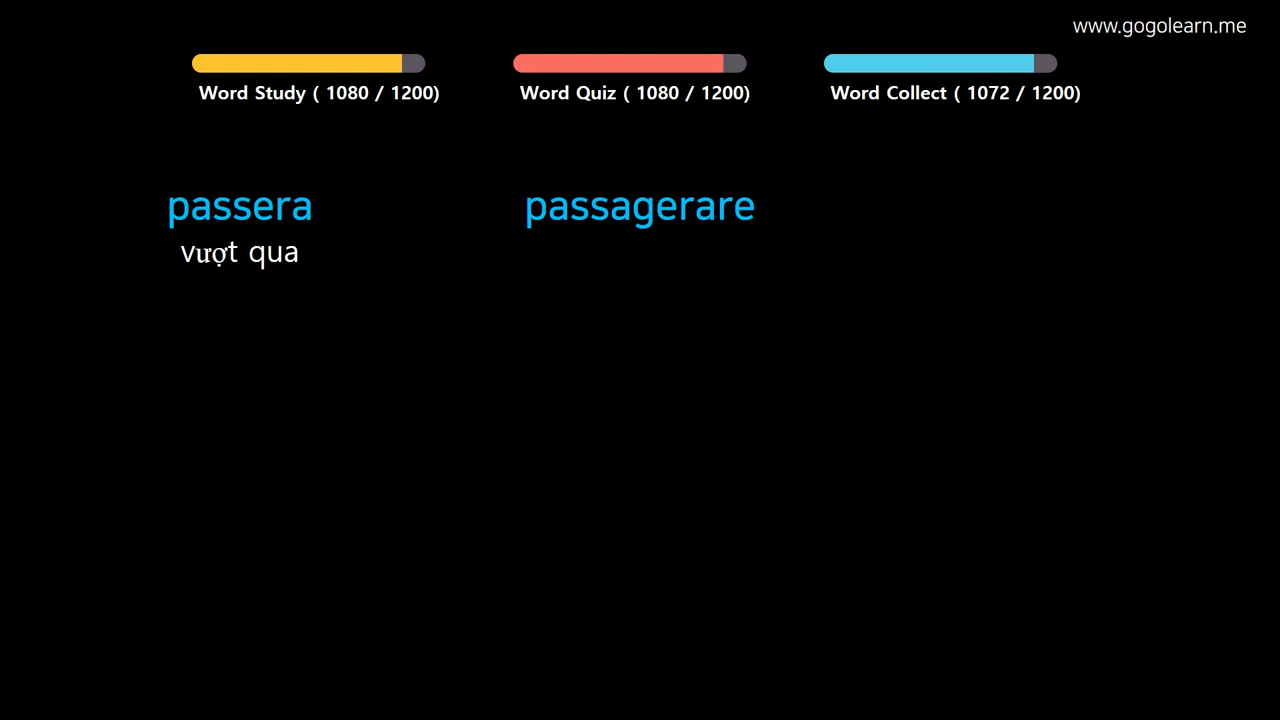 www.gogolearn.me
Word Study ( 1080 / 1200)
Word Quiz ( 1080 / 1200)
Word Collect ( 1072 / 1200)
passera
vượt qua
passagerare